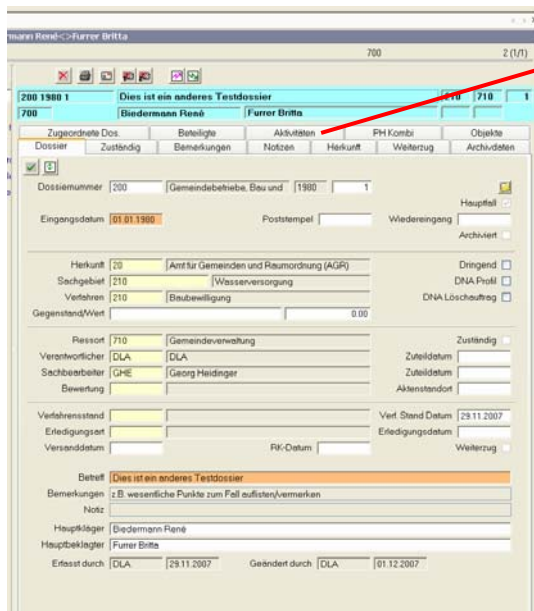 mann René<>Furrer Britta
700 2 (1/1)
200 1980 1 Dies ist ein anderes Testdossier 210 710 1
700 Biedermann René Furrer Britta
Zugeordnete Dos. Beteiligte Aktivitäten PH Kombi Objekte
Dossier Zuständig Bemerkungen Notizen Herkunft Weiterzug Archivdaten
Dossiernummer 200 Gemeindebetriebe, Bau und 1980 1
Hauptfall
Eingangsdatum 01.01.1980 Poststempel Wiedereingang
Archiviert
Herkunft 20 Amt für Gemeinden und Raumordnung (AGR) Dringend
Sachgebiet 210 Wasserversorgung DNA Profil
Verfahren 210 Baubewilligung DNA Löschauftrag
Gegenstand/Wert 0.00
Ressort 710 Gemeindeverwaltung Zuständig
Verantwortlicher DLA DLA Zuteildatum
Sachbearbeiter GHE Georg Heidinger Zuteildatum
Bewertung Aktenstandort
Verfahrensstand Verf. Stand Datum 29.11.2007
Erledigungsart Erledigungsdatum
Versanddatum RK-Datum Weiterzug
Betreff Dies ist ein anderes Testdossier
Bemerkungen z.B. wesentliche Punkte zum Fall auflisten/vermerken
Notiz
Hauptkläger Biedermann René
Hauptbeklagter Furrer Britta
Erfasst durch DLA 29.11.2007 Geändert durch DLA 01.12.2007